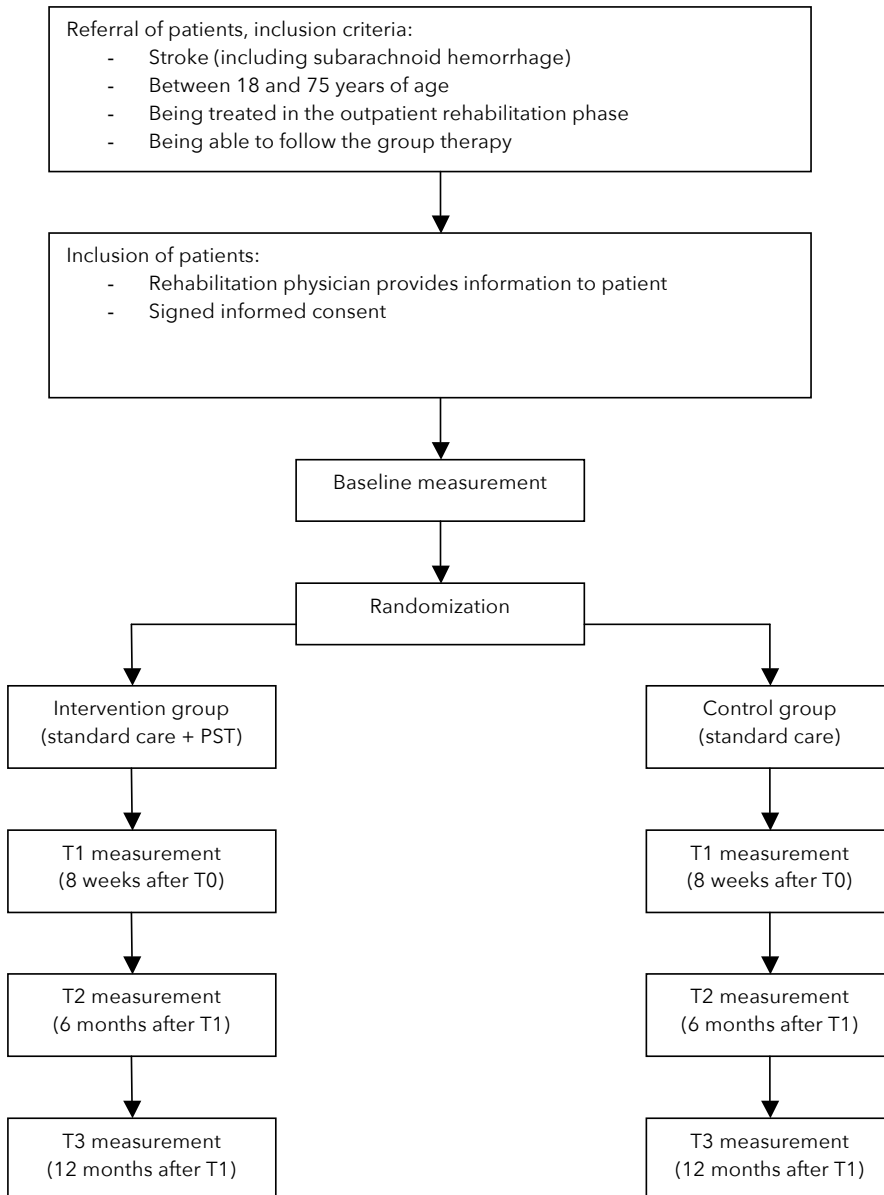 Referral of patients, inclusion criteria:
- Stroke (including subarachnoid hemorrhage)
- Between 18 and 75 years of age
- Being treated in the outpatient rehabilitation phase
- Being able to follow the group therapy
Inclusion of patients:
- Rehabilitation physician provides information to patient
- Signed informed consent
Baseline measurement
Randomization
Intervention group
(standard care + PST)
Control group
(standard care)
T1 measurement
(8 weeks after T0)
T1 measurement
(8 weeks after T0)
T2 measurement
(6 months after T1)
T2 measurement
(6 months after T1)
T3 measurement
(12 months after T1)
T3 measurement
(12 months after T1)